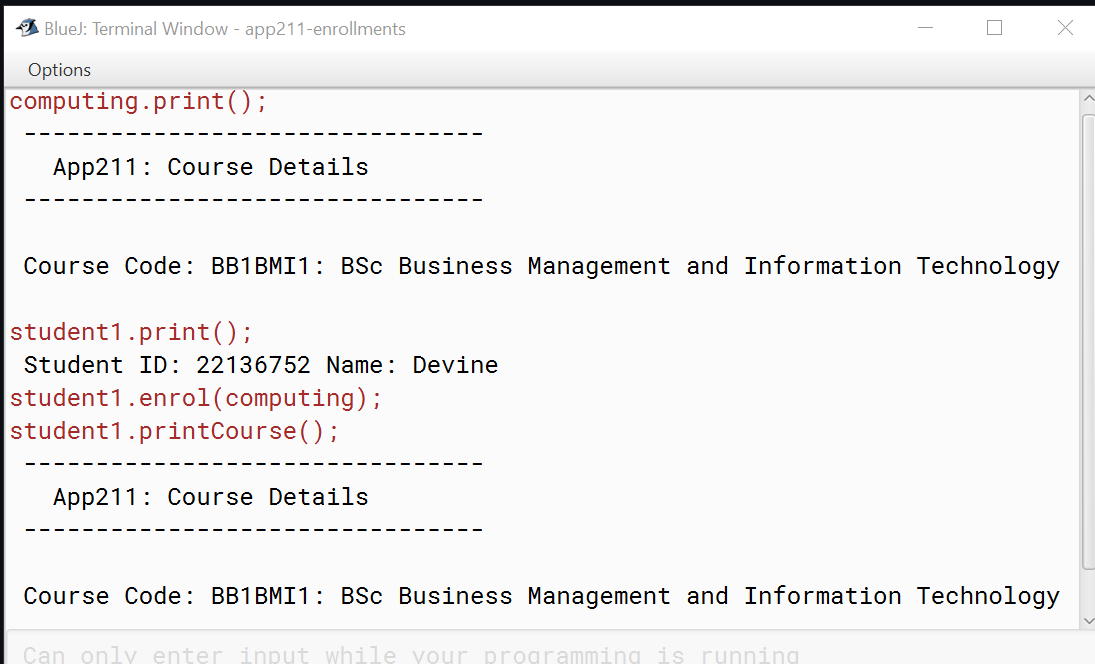 BlueJ: Terminal Window - app211-enrollments
Options
computing.print();
--------------------------------
App211: Course Details
--------------------------------
Course Code: BB1BMI1: BSc Business Management and Information Technology
student1.print();
Student ID: 22136752 Name: Devine
student1.enrol(computing);
student1.printCourse();
--------------------------------
App211: Course Details
--------------------------------
Course Code: BB1BMI1: BSc Business Management and Information Technology
Can only enter input while your programming is running